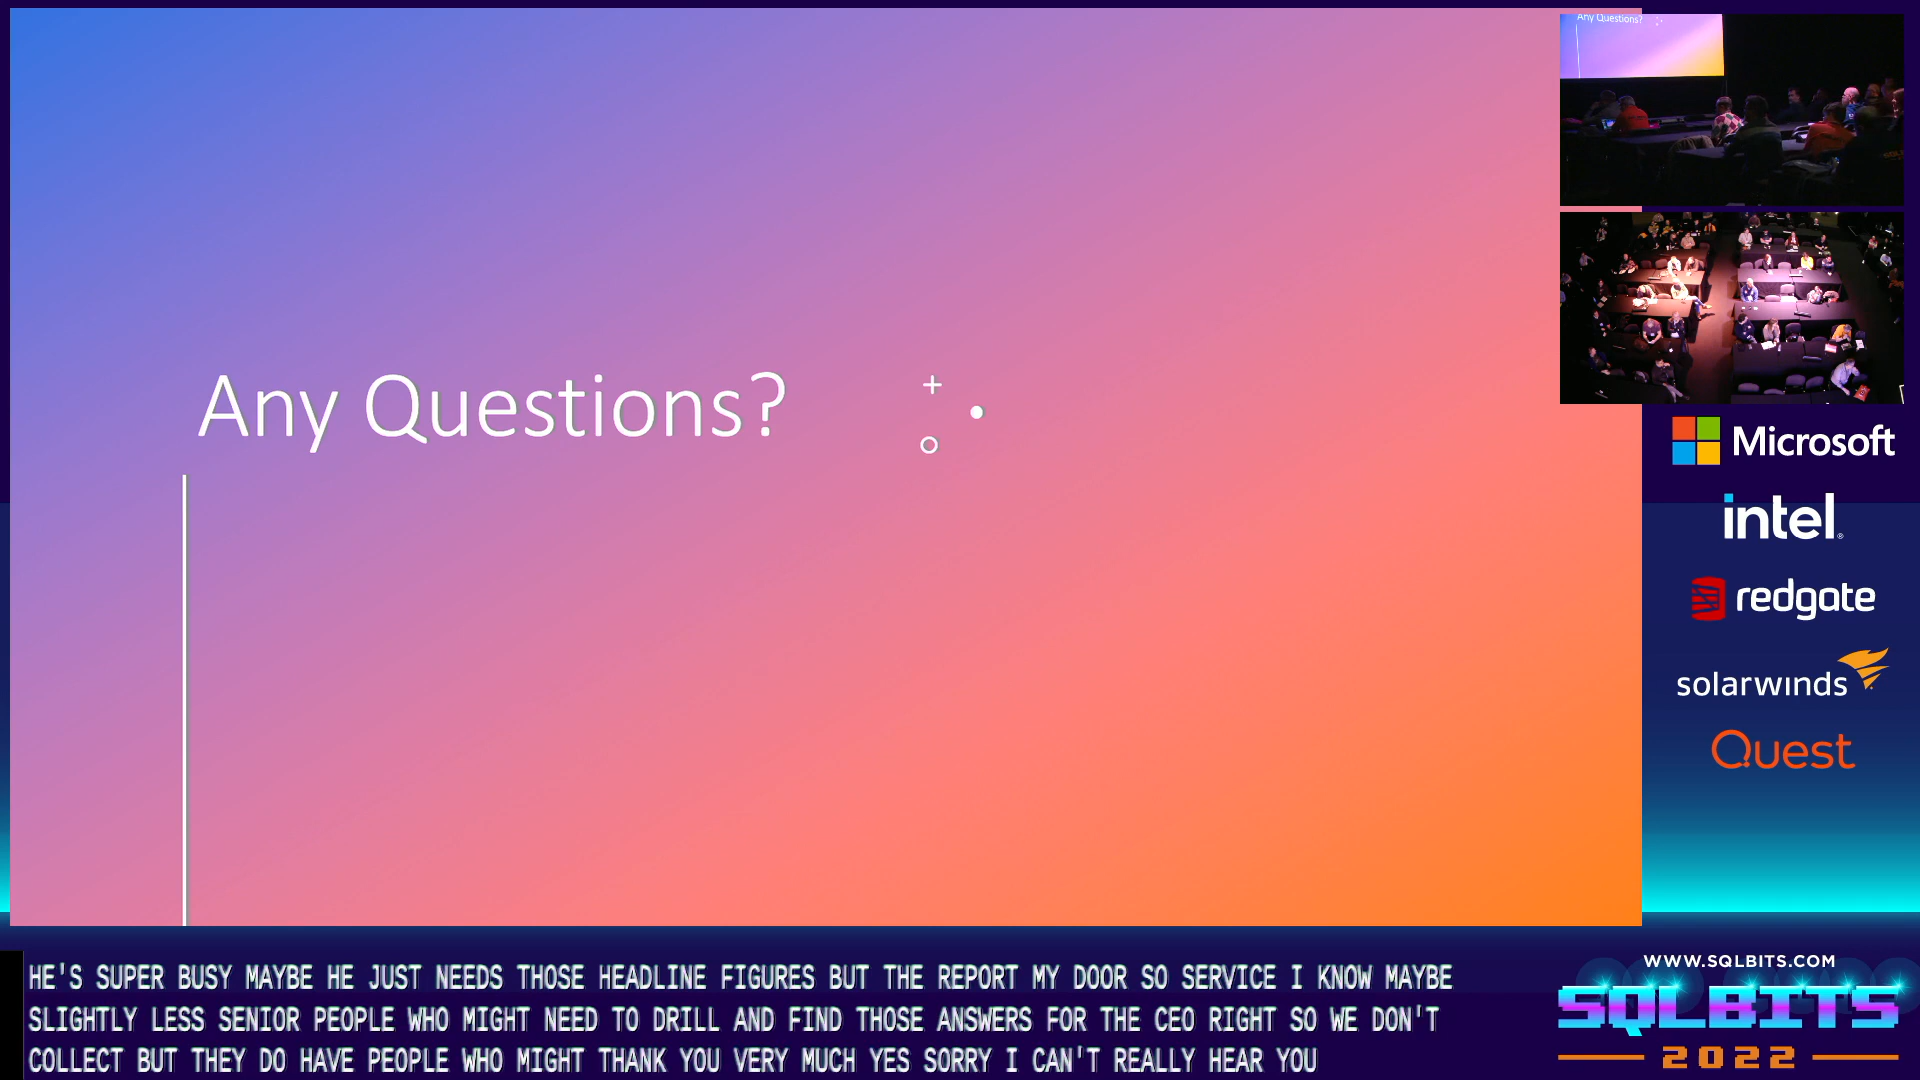 Any Questions?
Any Questions?
Microsoft
intel
redgate
solarwinds
Quest
HE'S SUPER BUSY MAYBE HE JUST NEEDS THOSE HEADLINE FIGURES BUT THE REPORT MY DOOR SO SERVICE I KNOW MAYBE
SLIGHTLY LESS SENIOR PEOPLE WHO MIGHT NEED TO DRILL AND FIND THOSE ANSWERS FOR THE CEO RIGHT SO WE DON'T
COLLECT BUT THEY DO HAVE PEOPLE WHO MIGHT THANK YOU VERY MUCH YES SORRY I CAN'T REALLY HEAR YOU
WWW.SQLBITS.COM
SQLBITS
2022